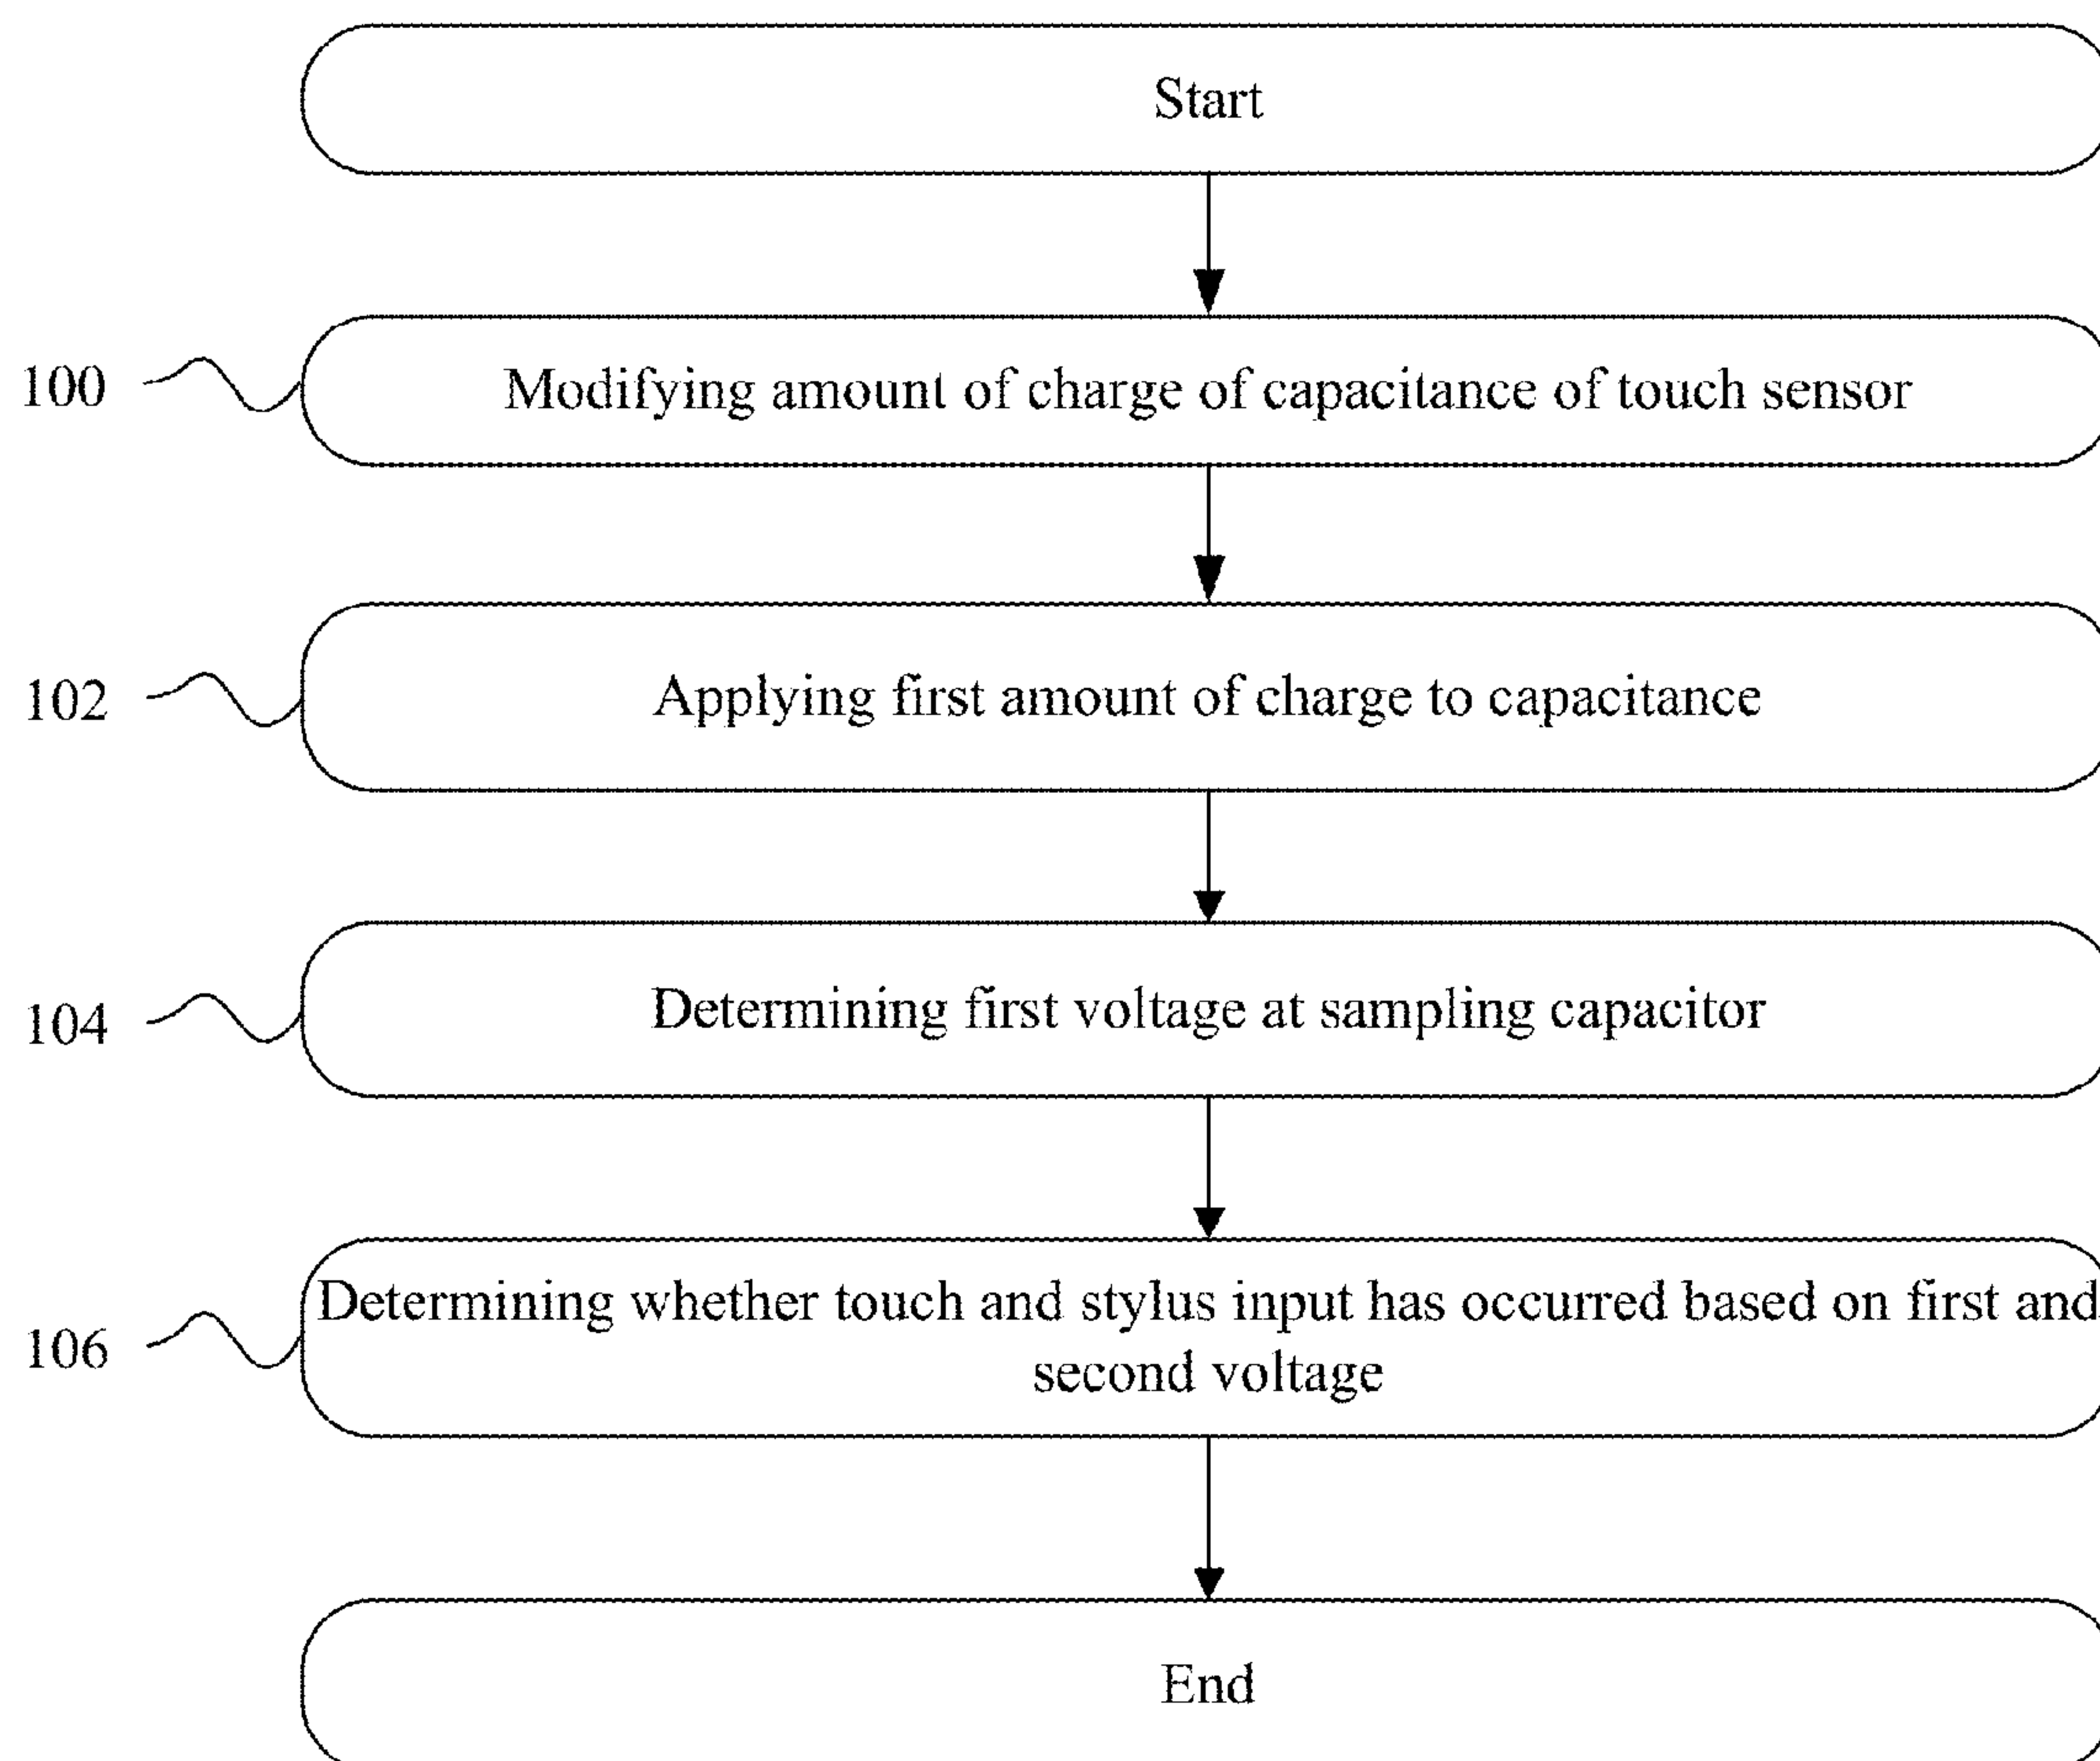 Start
100
Modifying amount of charge of capacitance of touch sensor
102
Applying first amount of charge to capacitance
104
Determining first voltage at sampling capacitor
106
Determining whether touch and stylus input has occurred based on first and
second voltage
End